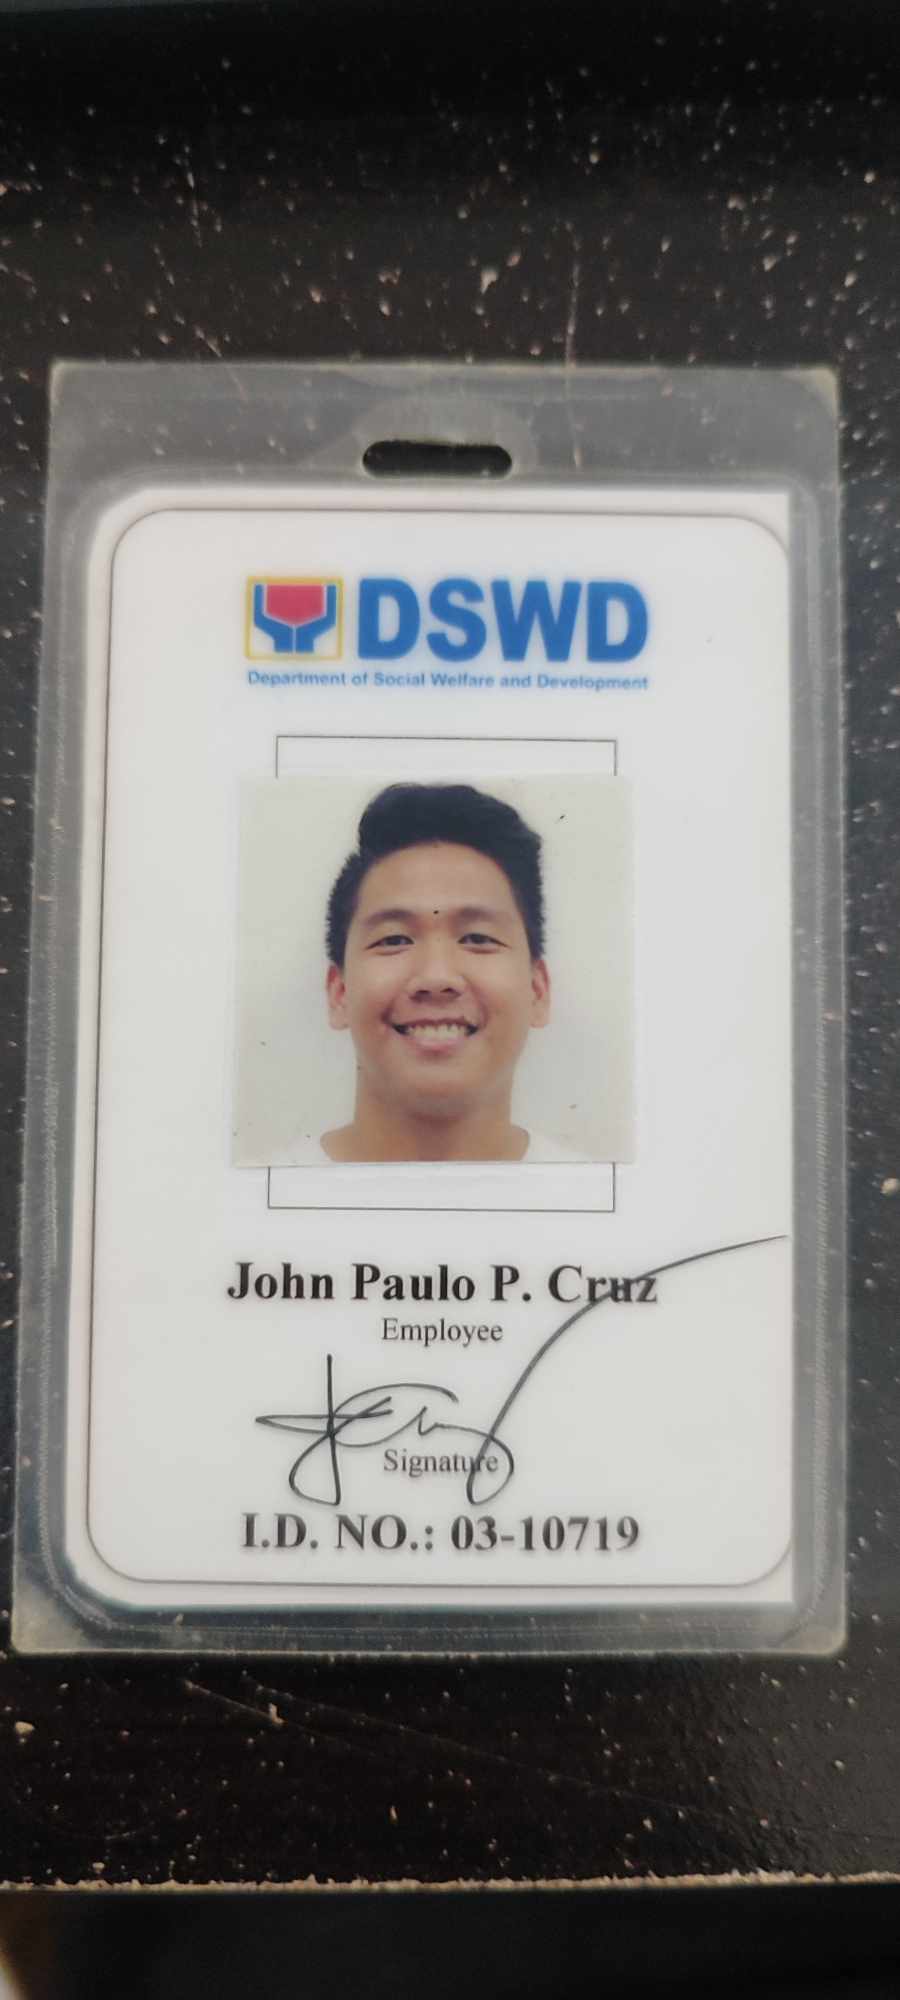 DSWD
Department of Social Welfare and Development
John Paulo P. Cruz
Employee
Signature
I.D. NO.: 03-10719